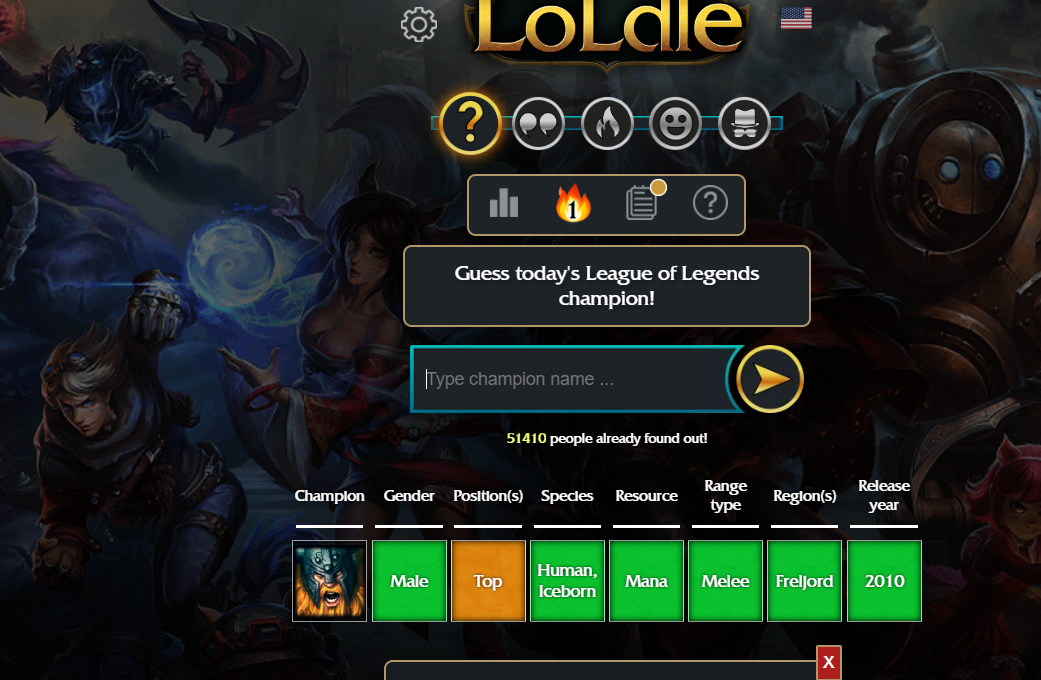 LoLdle
?
1
?
Guess today's League of Legends
champion!
Type champion name ...
51410 people already found out!
Champion Gender Position(s) Species Resource Range type Region(s) Release year
Male Top Human, Iceborn Mana Melee Freljord 2010
X